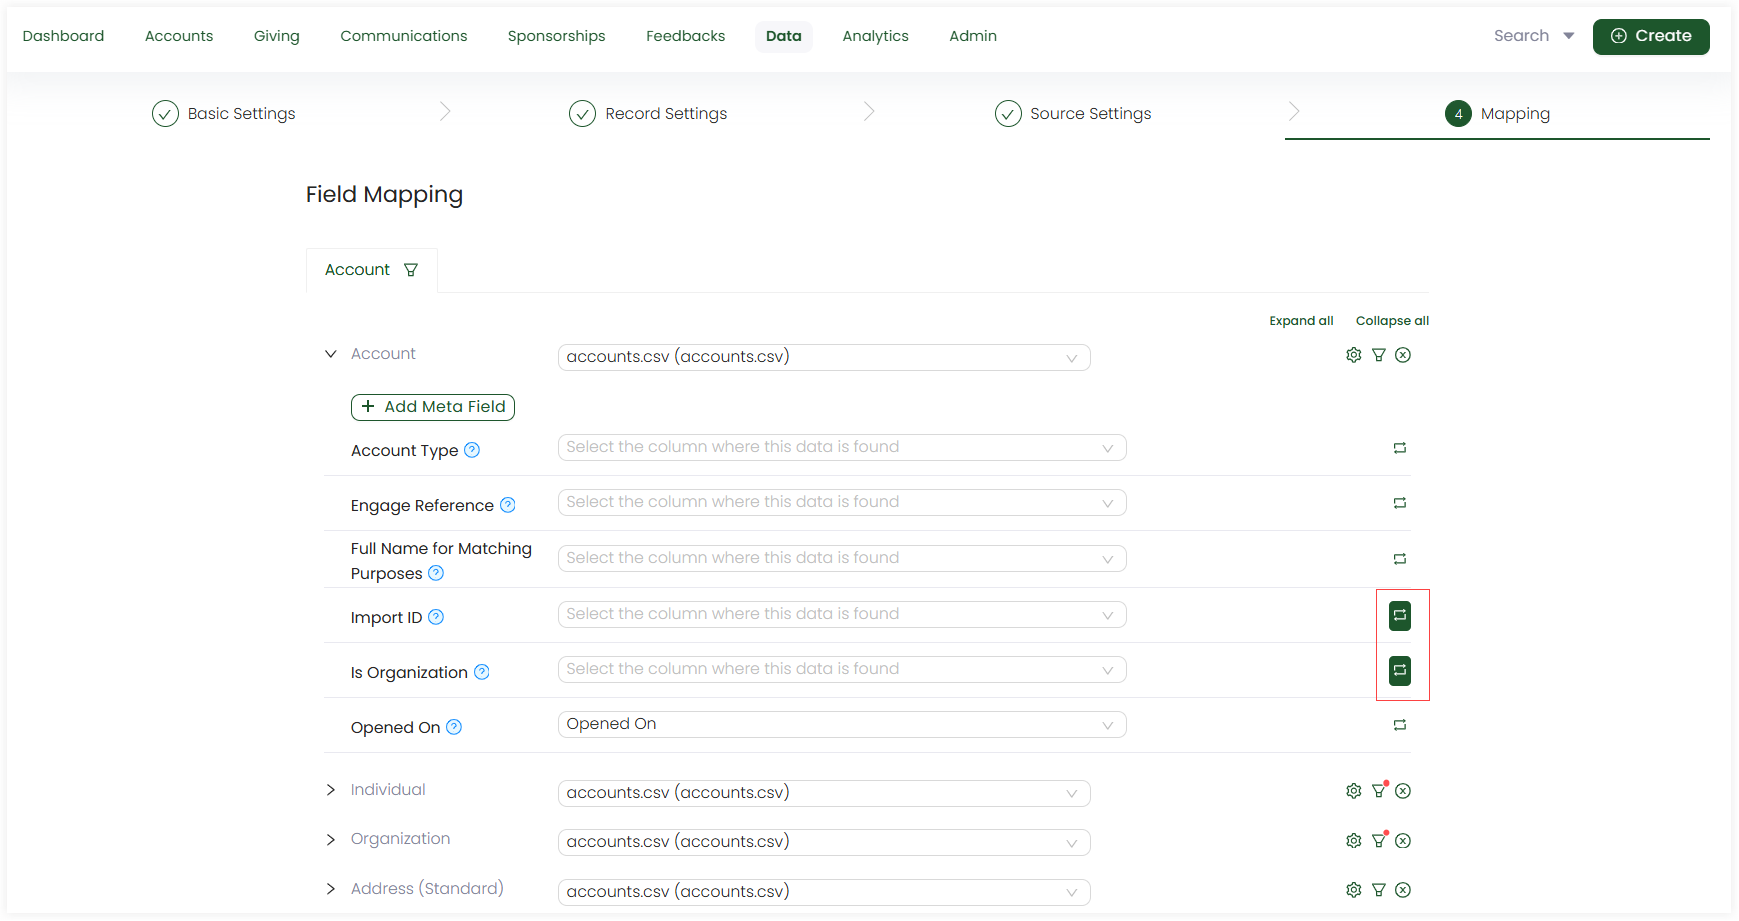 Dashboard Accounts Giving Communications Sponsorships Feedbacks Data Analytics Admin Search Create
Basic Settings Record Settings Source Settings 4 Mapping
Field Mapping
Account
Expand all Collapse all
Account accounts.csv (accounts.csv)
+ Add Meta Field
Account Type ? Select the column where this data is found
Engage Reference ? Select the column where this data is found
Full Name for Matching
Purposes ? Select the column where this data is found
Import ID ? Select the column where this data is found
Is Organization ? Select the column where this data is found
Opened On ? Opened On
Individual accounts.csv (accounts.csv)
Organization accounts.csv (accounts.csv)
Address (Standard) accounts.csv (accounts.csv)